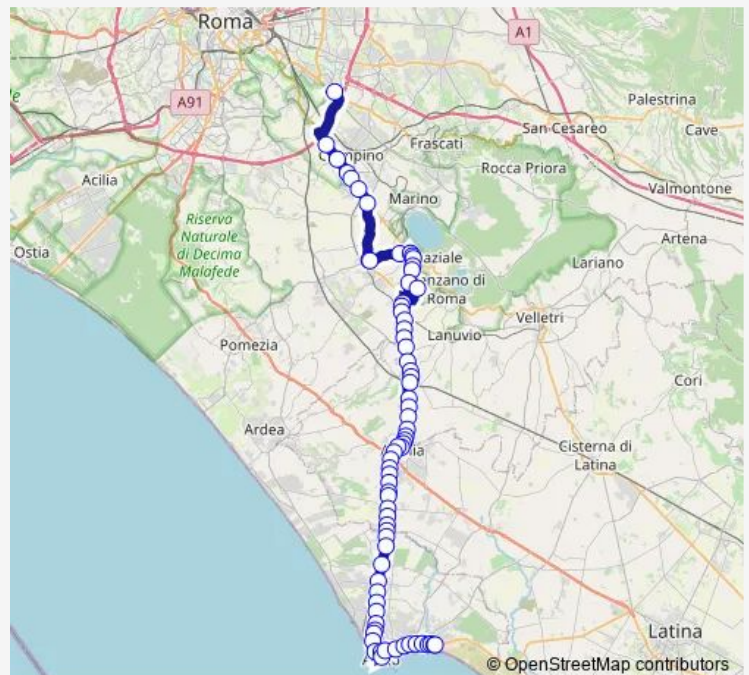 Roma
A1
A91
Palestrina
San Cesareo
Cave
Frascati
Rocca Priora
Acilia
Valmontone
Marino
Riserva
Naturale
di Decima
Malafede
Artena
Ostia
Lariano
Roma
Velletri
Lanuvio
Pomezia
Cori
Ardea
Cisterna di
Latina
Latina
© OpenStreetMap contributors